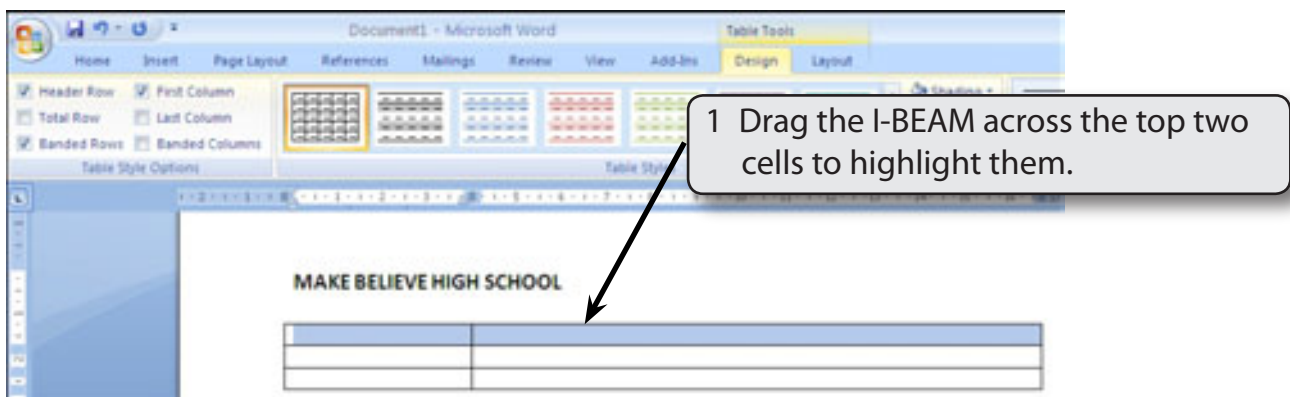 Document1 - Microsoft Word
Table Tools
Home Insert Page Layout References Mailings Review View Add-Ins Design Layout
Header Row First Column
Total Row Last Column
Banded Rows Banded Columns
Shading
Table Style Options
Table Styles
1 Drag the I-BEAM across the top two
cells to highlight them.
MAKE BELIEVE HIGH SCHOOL